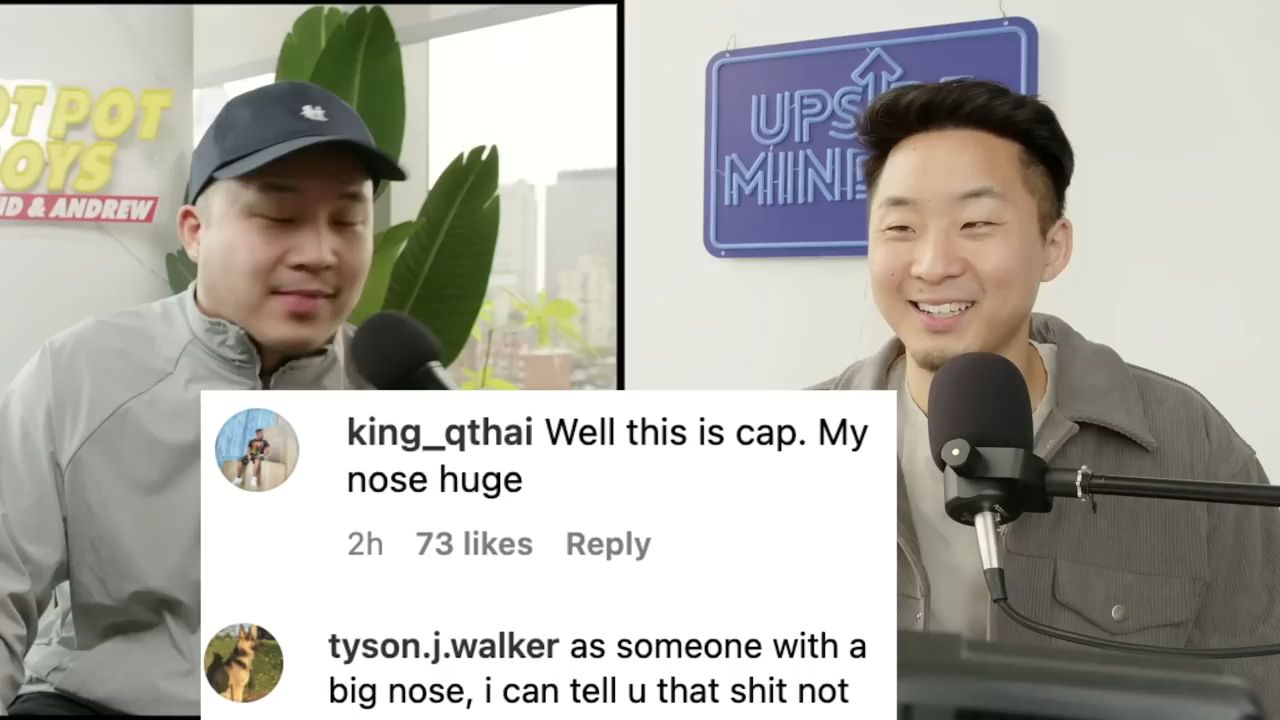 OT POT
OYS
ID & ANDREW
UPS
MIND
king_qthai Well this is cap. My
nose huge
2h 73 likes Reply
tyson.j.walker as someone with a
big nose, i can tell u that shit not